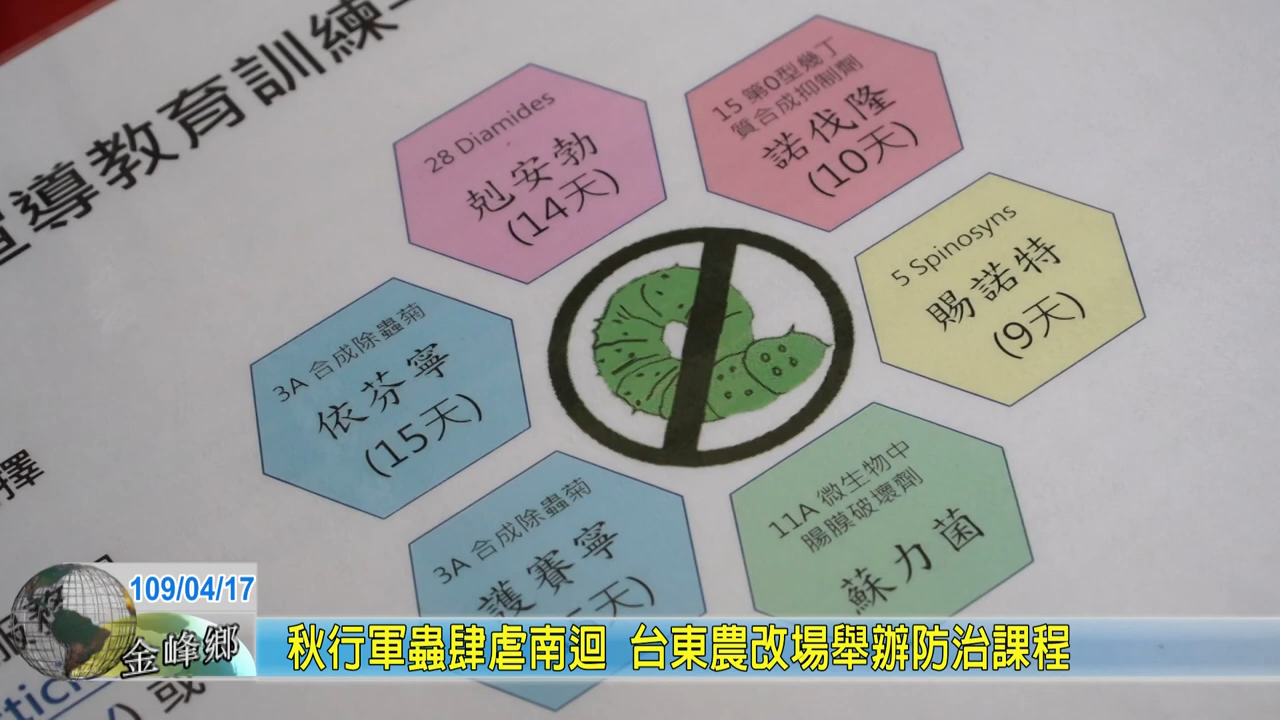 導教育訓練
28 Diamides
剋安勃
(14天)
15 第0型幾丁
質合成抑制劑
諾伐隆
(10天)
5 Spinosyns
賜諾特
(9天)
3A 合成除蟲菊
依芬寧
(15天)
3A 合成除蟲菊
護賽寧
天)
11A 微生物中
腸膜破壞劑
蘇力菌
擇
或
109/04/17
金峰鄉
秋行軍蟲肆虐南迴 台東農改場舉辦防治課程